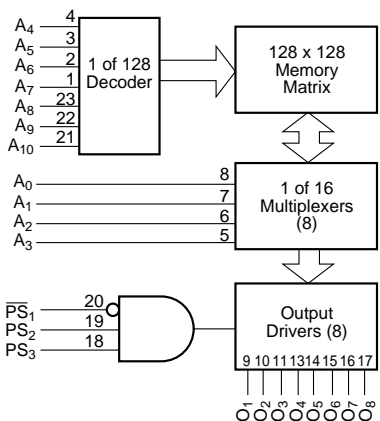 A4 4
A5 3
A6 2
A7 1
A8 23
A9 22
A10 21
1 of 128
Decoder
128 x 128
Memory
Matrix
A0 8
A1 7
A2 6
A3 5
1 of 16
Multiplexers
(8)
P̅S̅1 20
PS2 19
PS3 18
Output
Drivers (8)
9 10 11 13 14 15 16 17
O1 O2 O3 O4 O5 O6 O7 O8